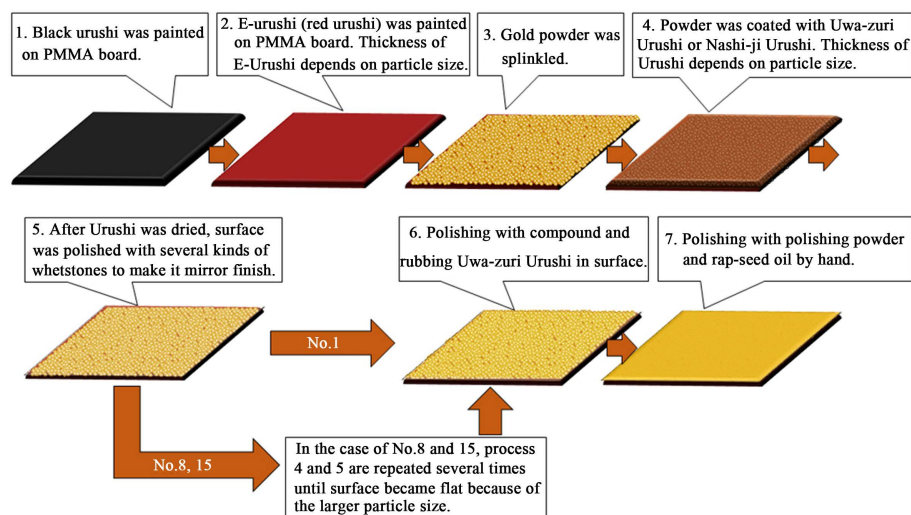 1. Black urushi was painted
on PMMA board.
2. E-urushi (red urushi) was painted
on PMMA board. Thickness of
E-Urushi depends on particle size.
3. Gold powder was
splinkled.
4. Powder was coated with Uwa-zuri
Urushi or Nashi-ji Urushi. Thickness of
Urushi depends on particle size.
5. After Urushi was dried, surface
was polished with several kinds of
whetstones to make it mirror finish.
6. Polishing with compound and
rubbing Uwa-zuri Urushi in surface.
7. Polishing with polishing powder
and rap-seed oil by hand.
No.1
No.8, 15
In the case of No.8 and 15, process
4 and 5 are repeated several times
until surface became flat because of
the larger particle size.